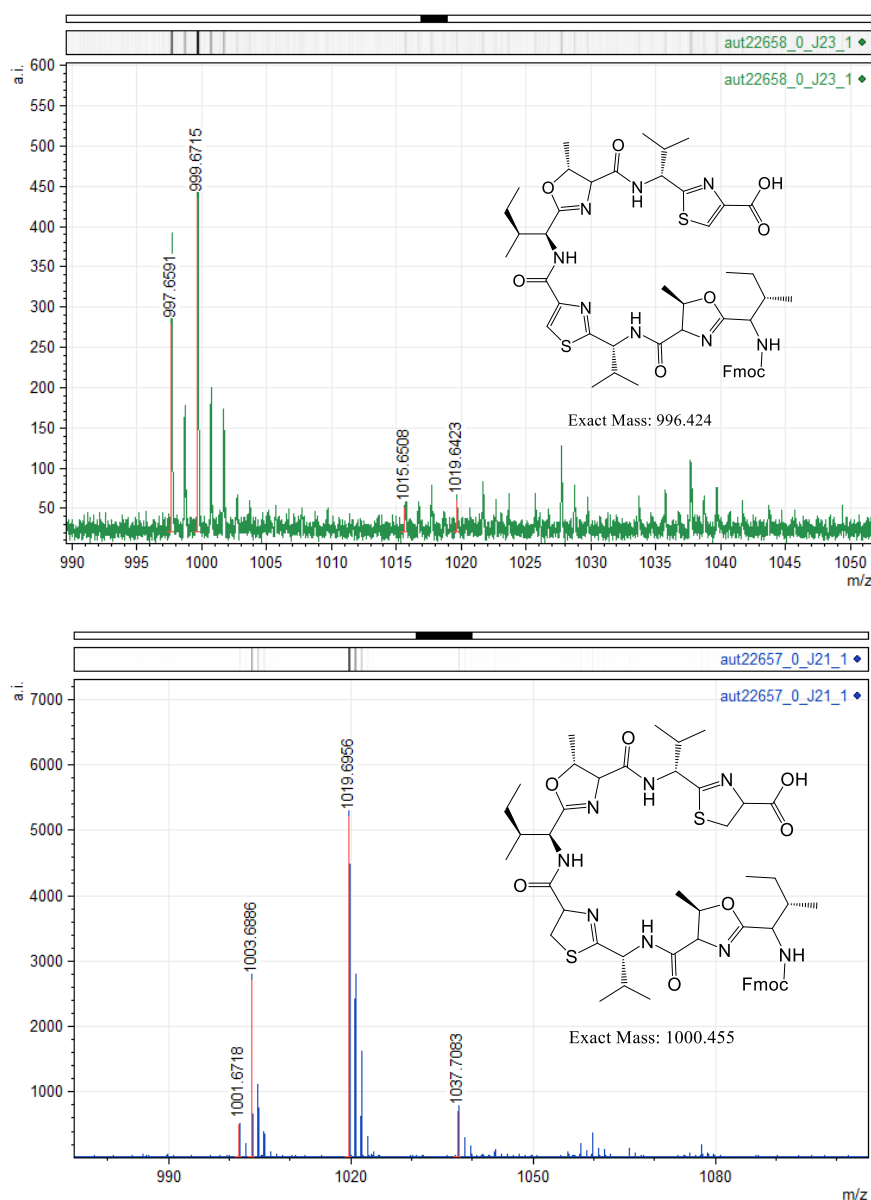 aut22658_0_J23_1
aut22658_0_J23_1
a.i.
600
550
500
450
400
350
300
250
200
150
100
50
997.6591
999.6715
1015.6508
1019.6423
O
N
O
N
H
N
S
OH
O
NH
O
N
S
H
N
O
O
N
NH
Fmoc
Exact Mass: 996.424
990 995 1000 1005 1010 1015 1020 1025 1030 1035 1040 1045 1050
m/z
aut22657_0_J21_1
aut22657_0_J21_1
a.i.
7000
6000
5000
4000
3000
2000
1000
1001.6718
1003.6886
1019.6956
1037.7083
O
N
O
N
H
N
S
OH
O
NH
O
N
S
H
N
O
O
N
NH
Fmoc
Exact Mass: 1000.455
990 1020 1050 1080
m/z